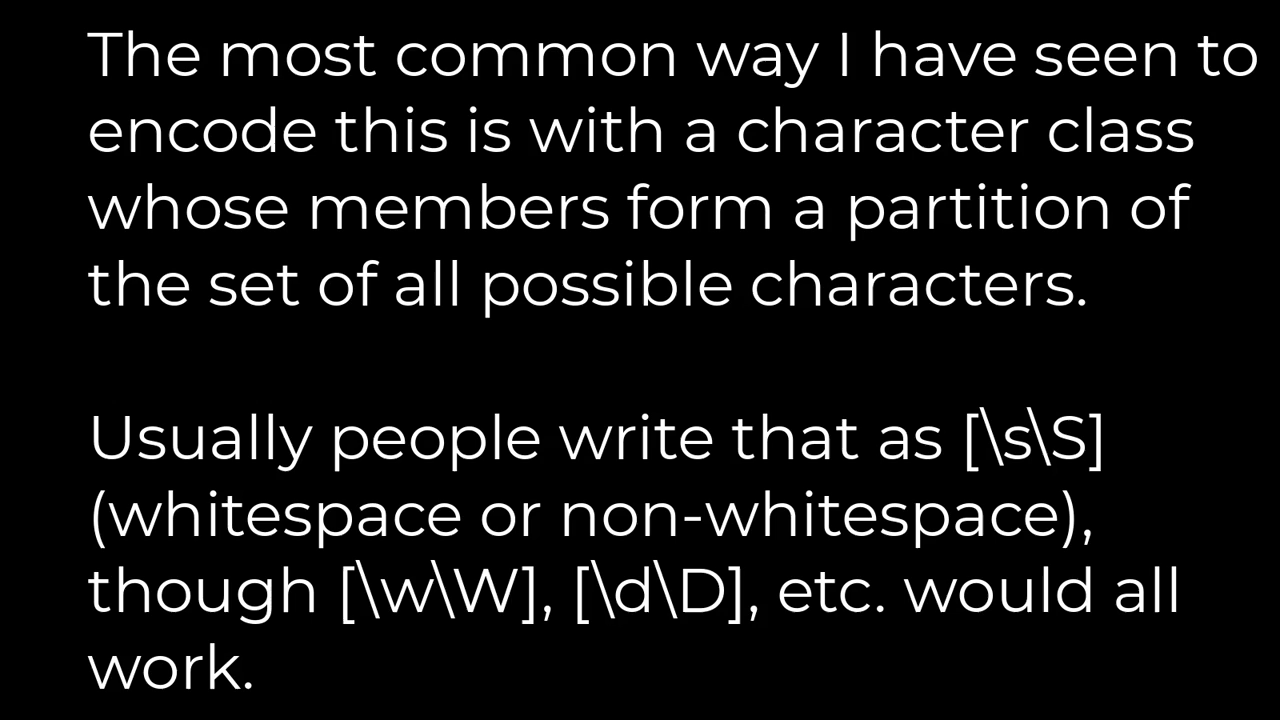 The most common way I have seen to
encode this is with a character class
whose members form a partition of
the set of all possible characters.
Usually people write that as [\s\S]
(whitespace or non-whitespace),
though [\w\W], [\d\D], etc. would all
work.